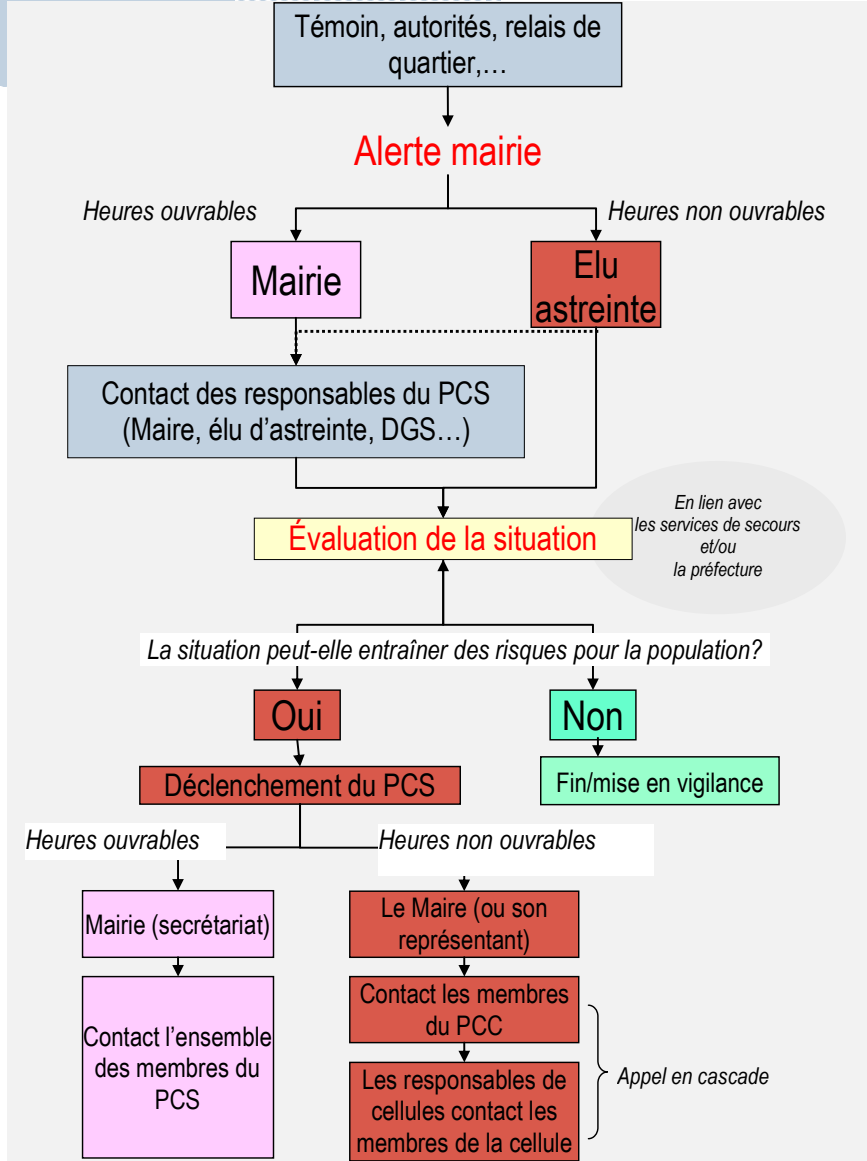 Témoin, autorités, relais de
quartier,…
Alerte mairie
Heures ouvrables
Heures non ouvrables
Mairie
Elu
astreinte
Contact des responsables du PCS
(Maire, élu d'astreinte, DGS…)
En lien avec
les services de secours
et/ou
la préfecture
Évaluation de la situation
La situation peut-elle entraîner des risques pour la population?
Oui
Non
Déclenchement du PCS
Fin/mise en vigilance
Heures ouvrables
Heures non ouvrables
Mairie (secrétariat)
Le Maire (ou son
représentant)
Contact l'ensemble
des membres du
PCS
Contact les membres
du PCC
Les responsables de
cellules contact les
membres de la cellule
Appel en cascade